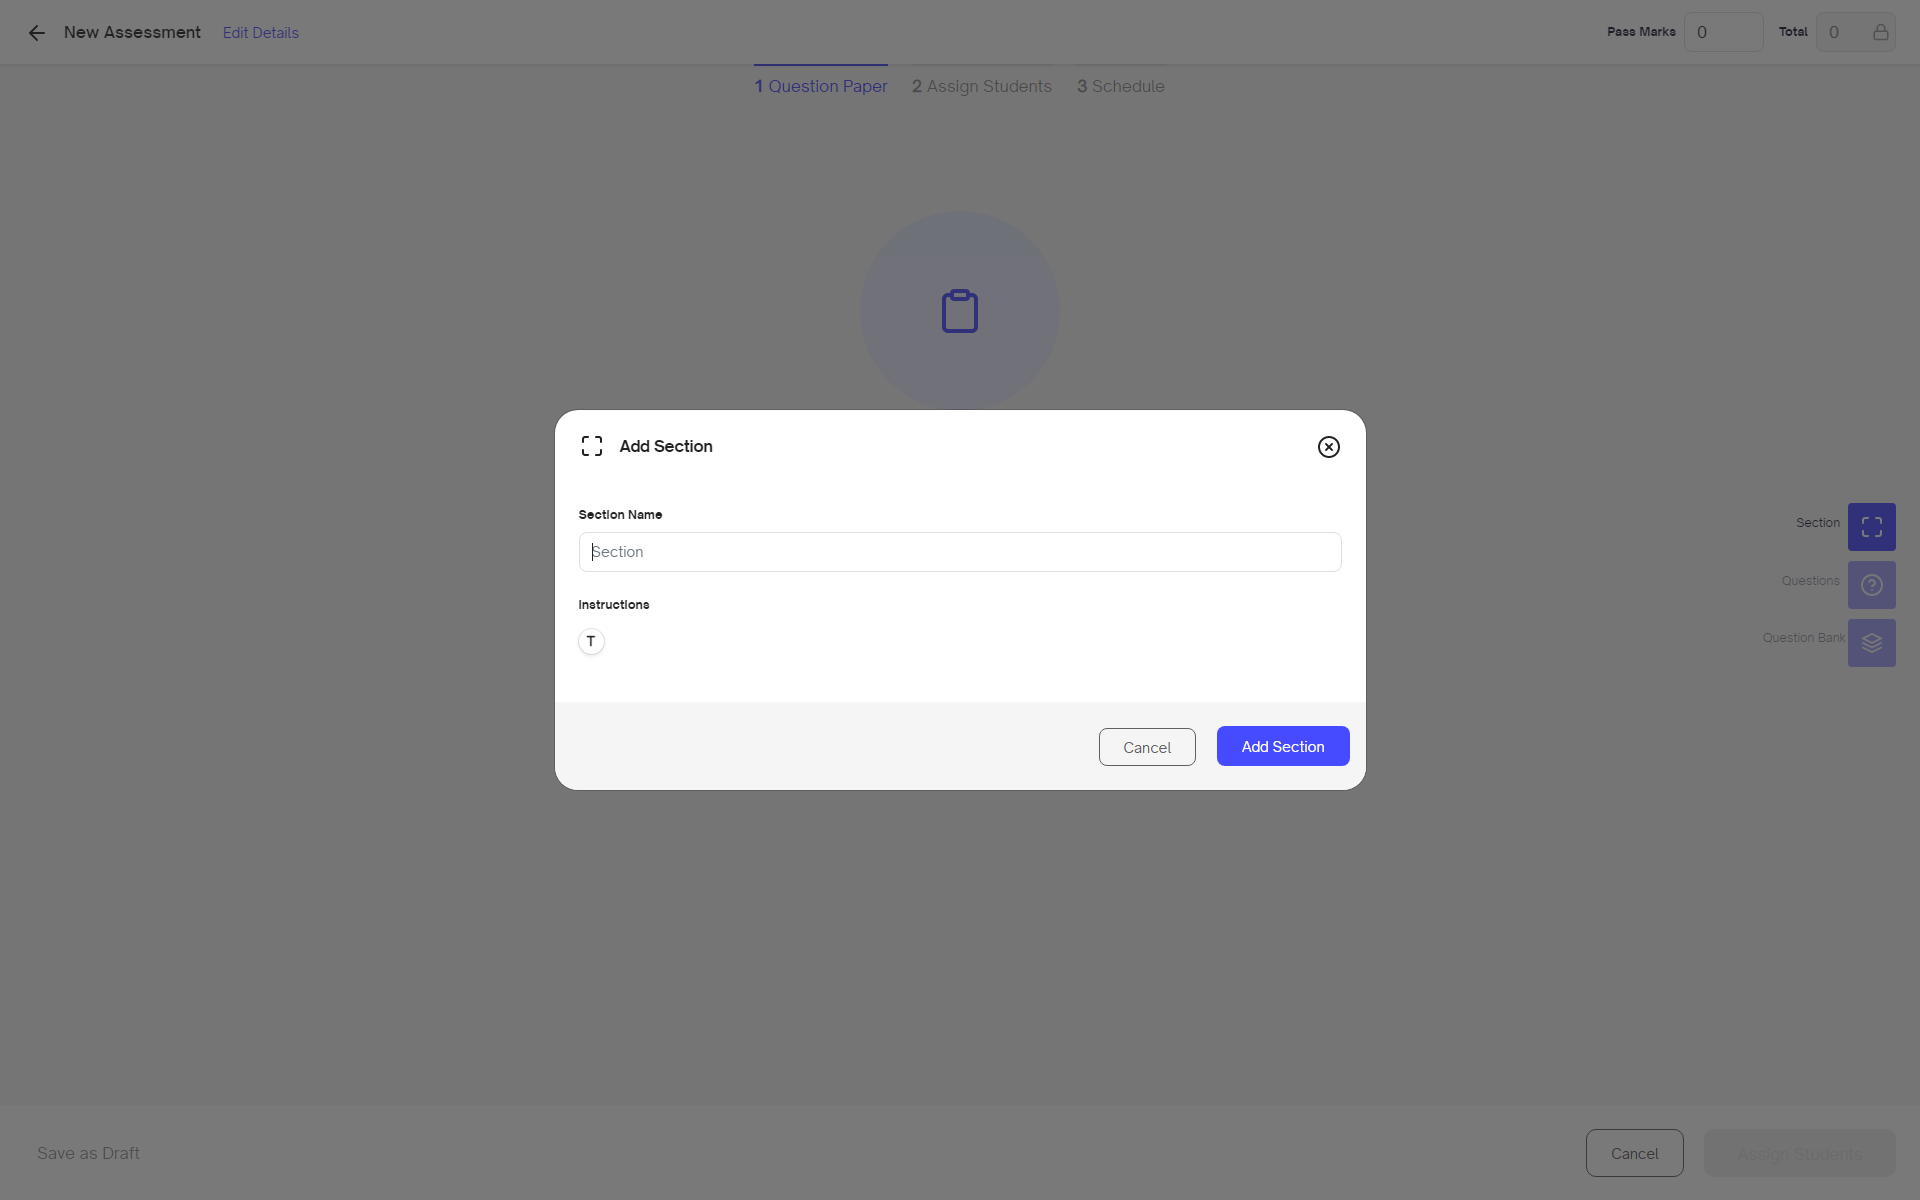 New Assessment
Edit Details
Pass Marks
0
Total
0
1 Question Paper
2 Assign Students
3 Schedule
Add Section
Section Name
Section
Instructions
T
Cancel
Add Section
Section
Questions
Question Bank
Save as Draft
Cancel
Assign Students